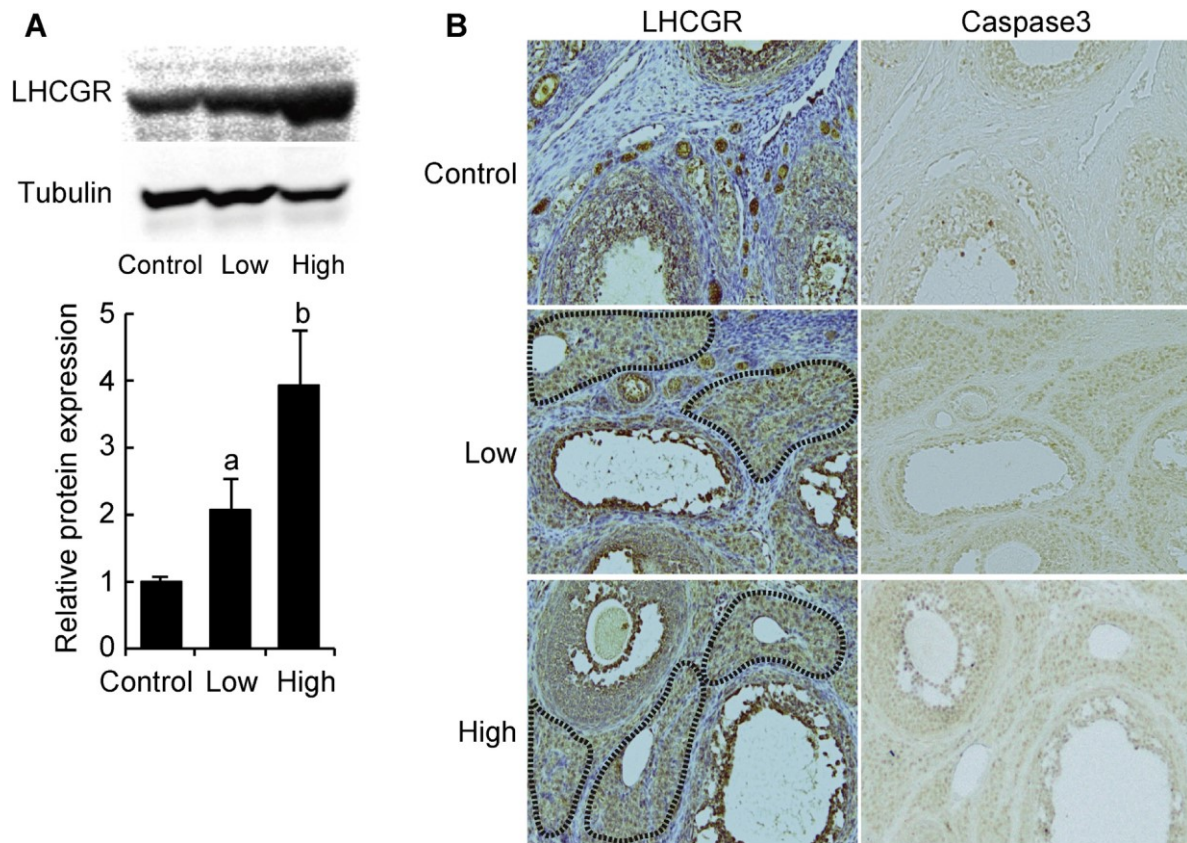 A
LHCGR
Tubulin
Control Low High
Relative protein expression
5
4
3
2
1
0
a
b
Control Low High
B
LHCGR Caspase3
Control
Low
High